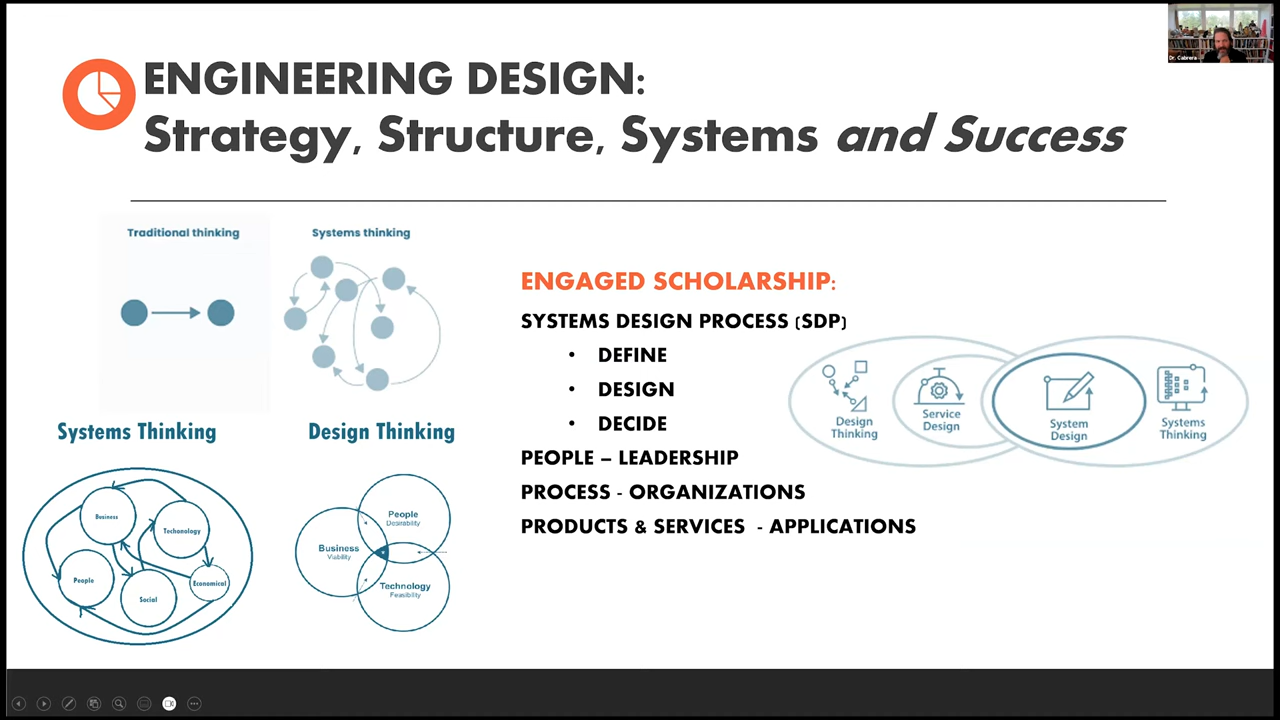 Dr. Cabrera
ENGINEERING DESIGN:
Strategy, Structure, Systems and Success
Traditional thinking
Systems thinking
Systems Thinking
Design Thinking
Business
Techonology
People
Social
Economical
People
Desirability
Business
Viability
Technology
Feasibility
ENGAGED SCHOLARSHIP:
SYSTEMS DESIGN PROCESS (SDP)
• DEFINE
• DESIGN
• DECIDE
PEOPLE – LEADERSHIP
PROCESS - ORGANIZATIONS
PRODUCTS & SERVICES - APPLICATIONS
Design
Thinking
Service
Design
System
Design
Systems
Thinking